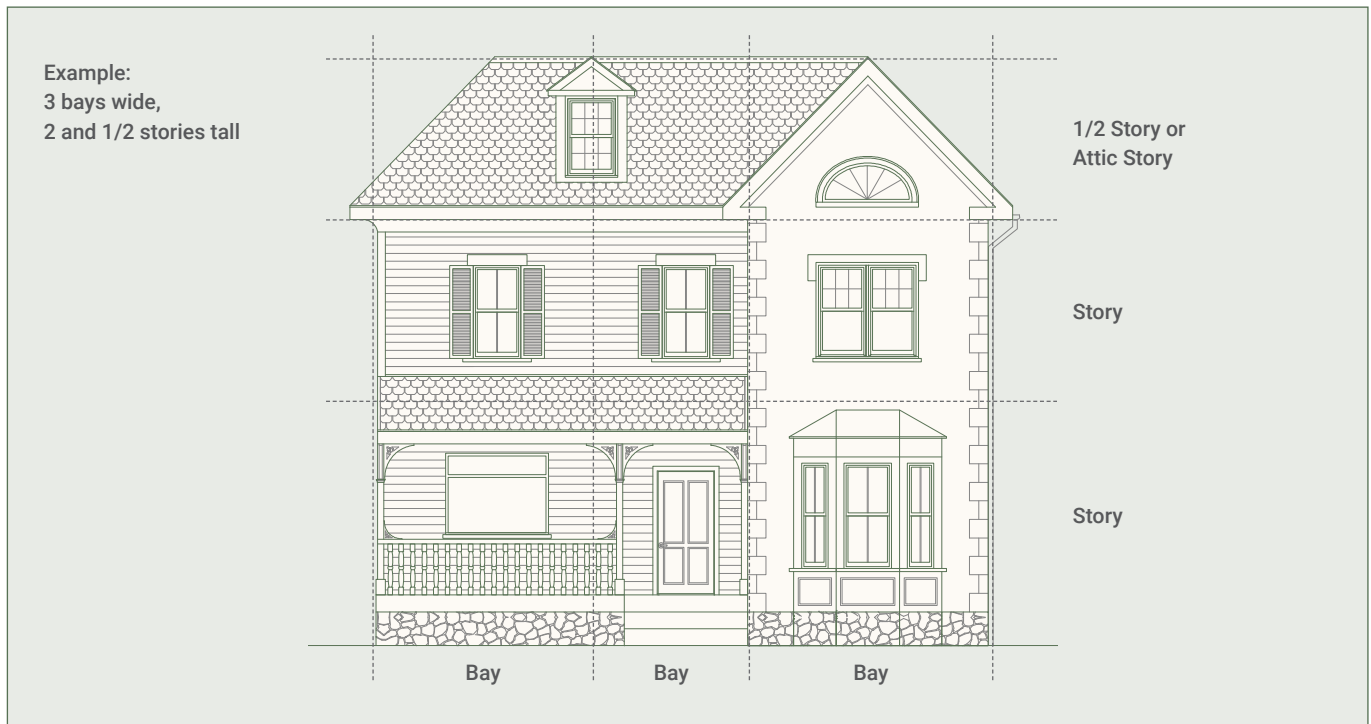 Example:
3 bays wide,
2 and 1/2 stories tall
1/2 Story or
Attic Story
Story
Story
Bay
Bay
Bay